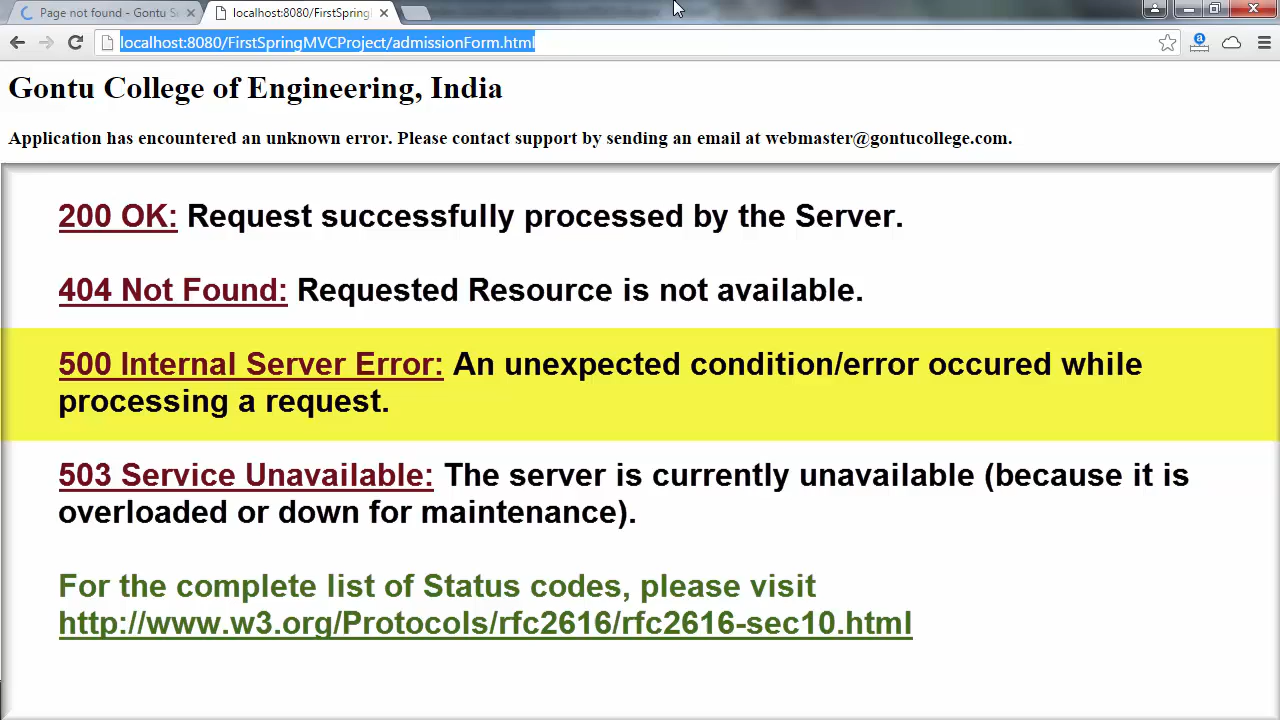 Page not found - Gontu S
localhost:8080/FirstSpring
localhost:8080/FirstSpringMVCProject/admissionForm.html
Gontu College of Engineering, India
Application has encountered an unknown error. Please contact support by sending an email at webmaster@gontucollege.com.
200 OK: Request successfully processed by the Server.
404 Not Found: Requested Resource is not available.
500 Internal Server Error: An unexpected condition/error occured while
processing a request.
503 Service Unavailable: The server is currently unavailable (because it is
overloaded or down for maintenance).
For the complete list of Status codes, please visit
http://www.w3.org/Protocols/rfc2616/rfc2616-sec10.html